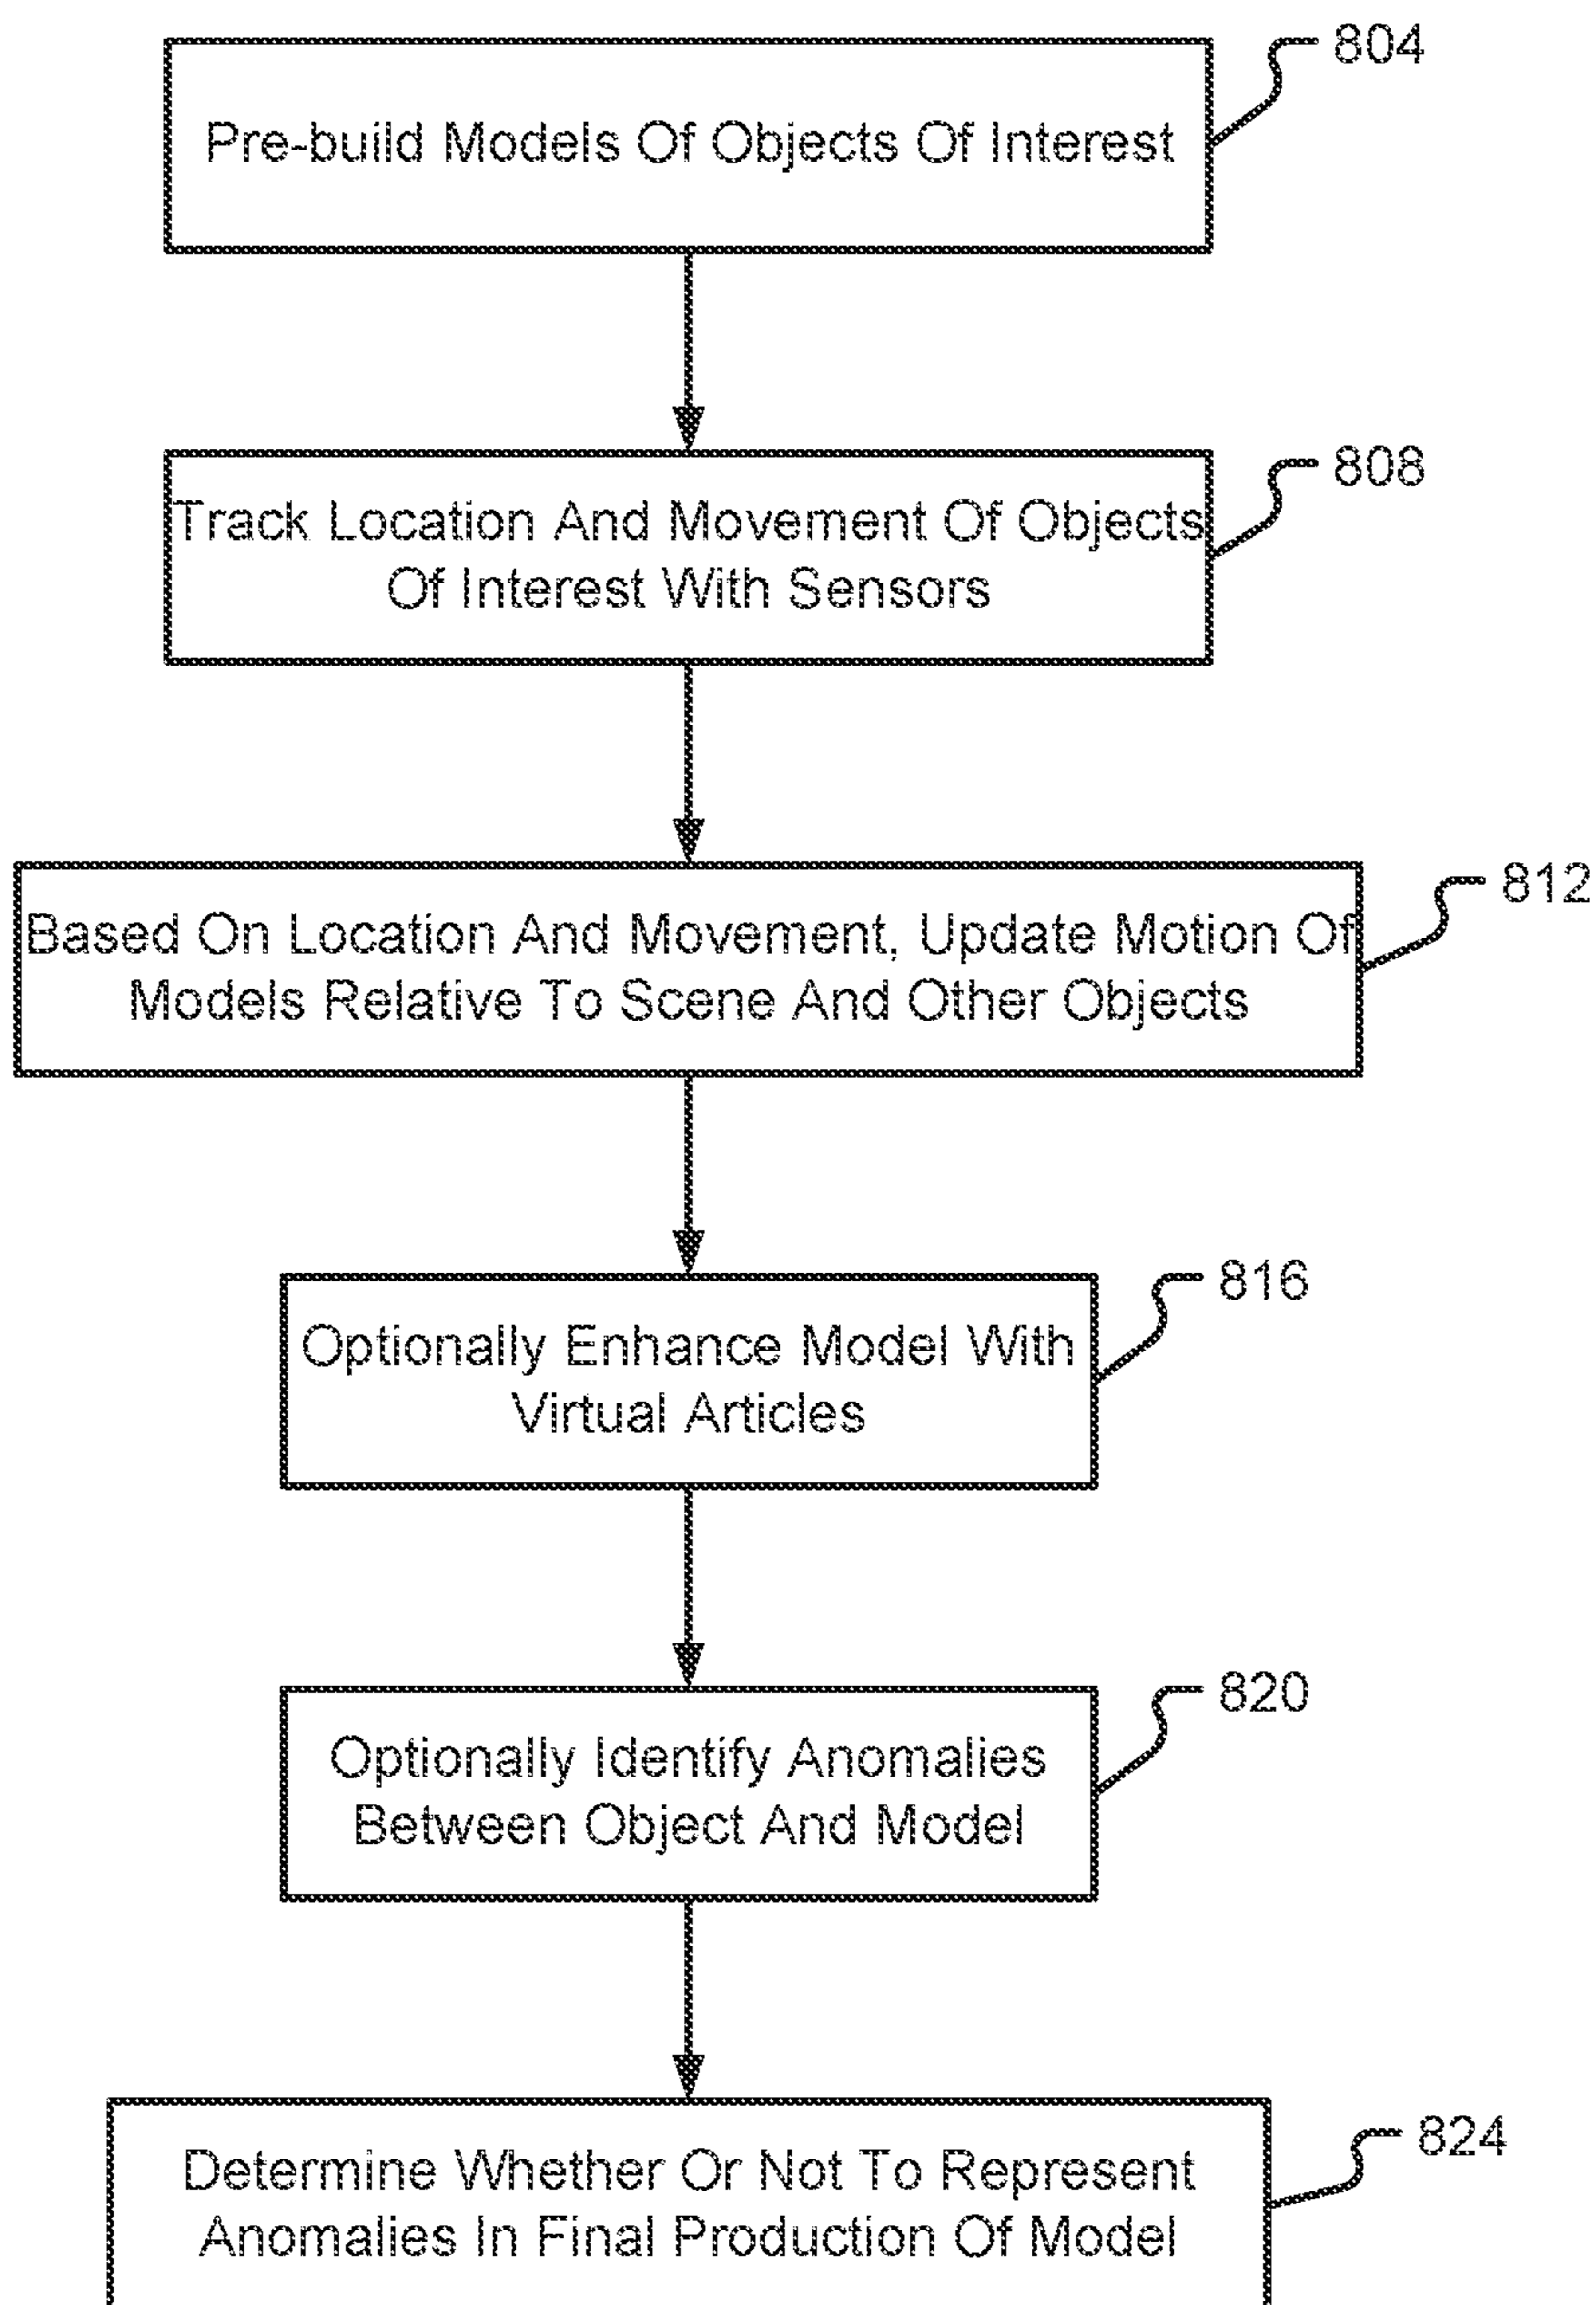 804
Pre-build Models Of Objects Of Interest
808
Track Location And Movement Of Objects
Of Interest With Sensors
812
Based On Location And Movement, Update Motion Of
Models Relative To Scene And Other Objects
816
Optionally Enhance Model With
Virtual Articles
820
Optionally Identify Anomalies
Between Object And Model
824
Determine Whether Or Not To Represent
Anomalies In Final Production Of Model